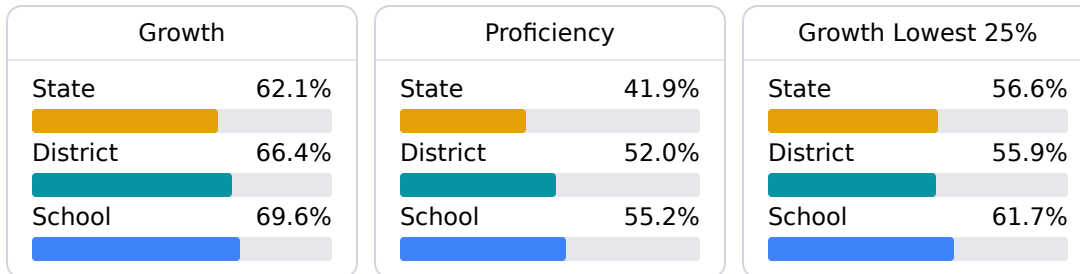 Growth
State 62.1%
District 66.4%
School 69.6%
Proficiency
State 41.9%
District 52.0%
School 55.2%
Growth Lowest 25%
State 56.6%
District 55.9%
School 61.7%